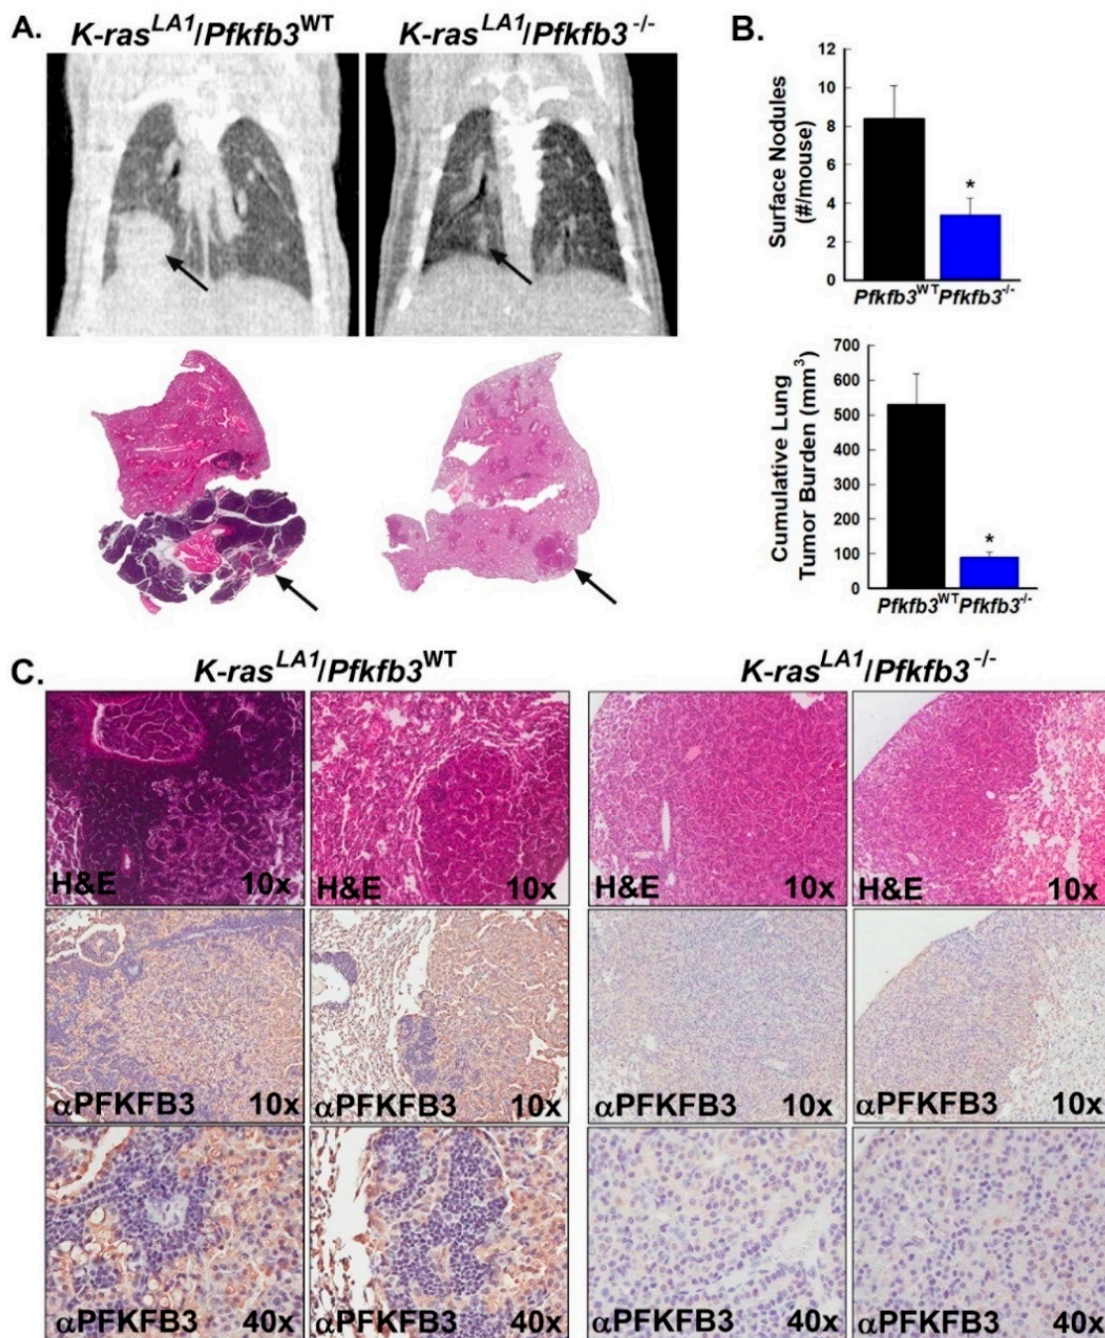 A.
K-ras^LA1/Pfkfb3^WT
K-ras^LA1/Pfkfb3^-/-
B.
Surface Nodules
(#/mouse)
12
10
8
6
4
2
0
*
Pfkfb3^WT Pfkfb3^-/-
Cumulative Lung
Tumor Burden (mm³)
700
600
500
400
300
200
100
0
*
Pfkfb3^WT Pfkfb3^-/-
C.
K-ras^LA1/Pfkfb3^WT
K-ras^LA1/Pfkfb3^-/-
H&E 10x
H&E 10x
H&E 10x
H&E 10x
αPFKFB3 10x
αPFKFB3 10x
αPFKFB3 10x
αPFKFB3 10x
αPFKFB3 40x
αPFKFB3 40x
αPFKFB3 40x
αPFKFB3 40x